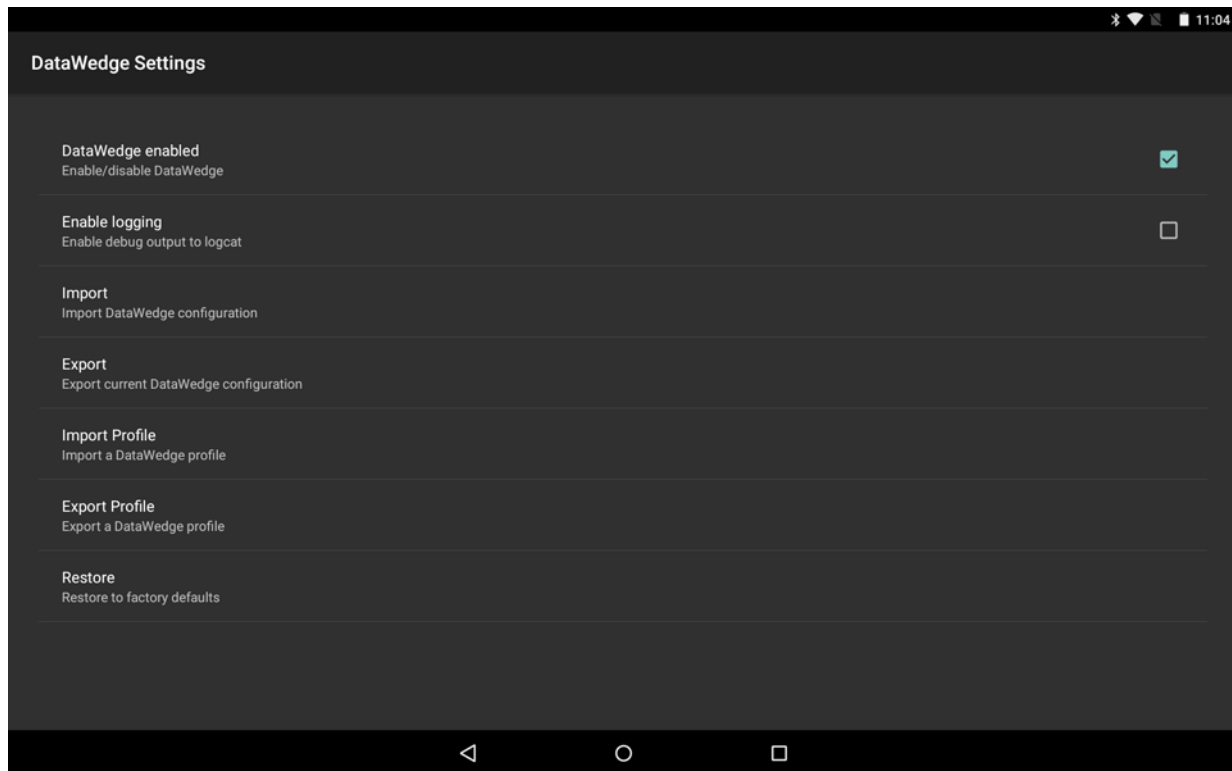 11:04
DataWedge Settings
DataWedge enabled
Enable/disable DataWedge
Enable logging
Enable debug output to logcat
Import
Import DataWedge configuration
Export
Export current DataWedge configuration
Import Profile
Import a DataWedge profile
Export Profile
Export a DataWedge profile
Restore
Restore to factory defaults